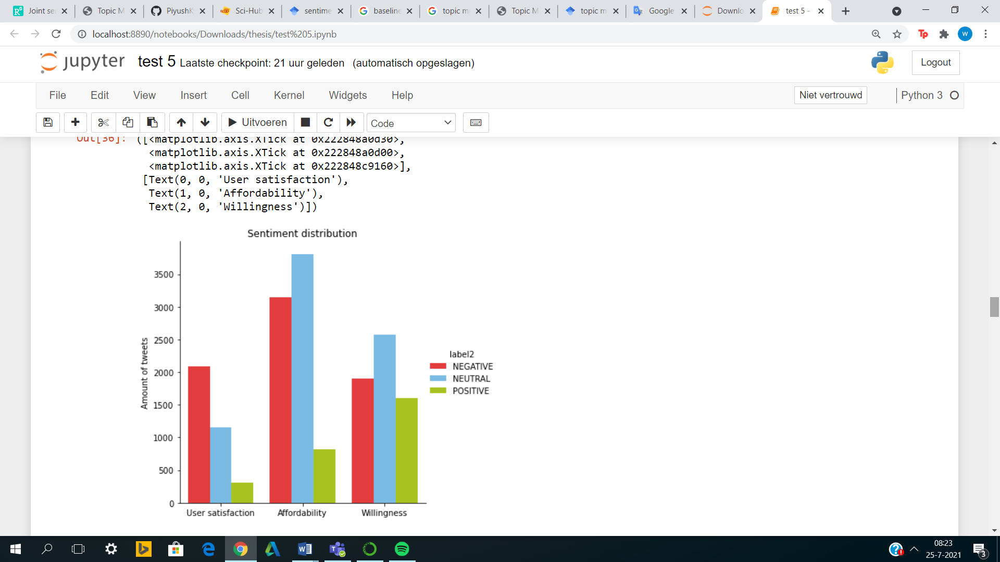 Joint se
Topic M
PiyushK
Sci-Hub
sentime
baseline
topic m
Topic M
topic m
Google
Downlo
test 5 -
localhost:8890/notebooks/Downloads/thesis/test%205.ipynb
Tp
W
jupyter
test 5 Laatste checkpoint: 21 uur geleden (automatisch opgeslagen)
Logout
File Edit View Insert Cell Kernel Widgets Help
Niet vertrouwd
Python 3
Uitvoeren
Code
Out[36]: ([<matplotlib.axis.XTick at 0x222848a0d30>,
<matplotlib.axis.XTick at 0x222848a0d00>,
<matplotlib.axis.XTick at 0x222848c9160>],
[Text(0, 0, 'User satisfaction'),
Text(1, 0, 'Affordability'),
Text(2, 0, 'Willingness')])
Sentiment distribution
3500
3000
2500
2000
1500
1000
500
0
Amount of tweets
User satisfaction
Affordability
Willingness
label2
NEGATIVE
NEUTRAL
POSITIVE
08:23
25-7-2021
3